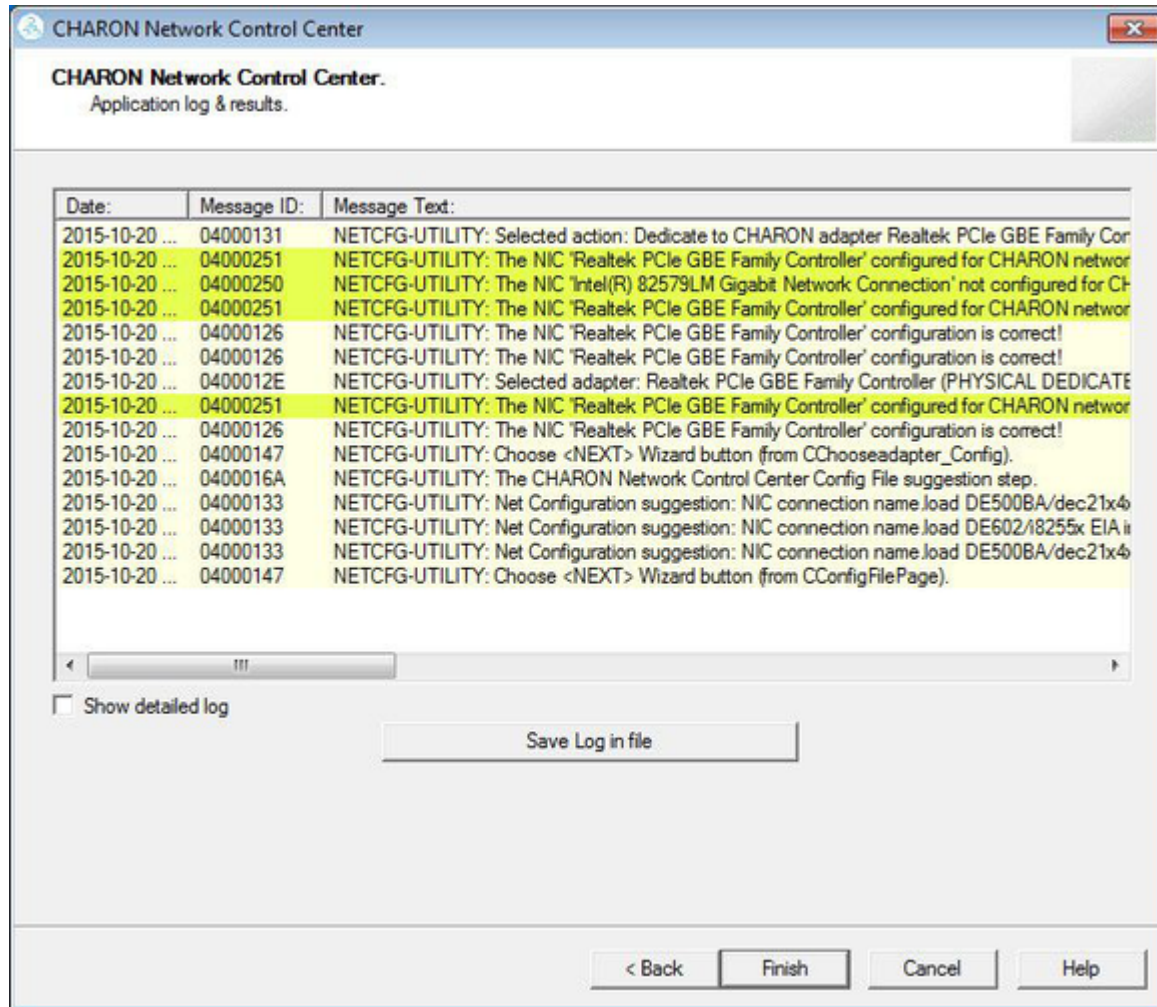 CHARON Network Control Center
CHARON Network Control Center.
Application log & results.
Date: Message ID: Message Text:
2015-10-20 ... 04000131 NETCFG-UTILITY: Selected action: Dedicate to CHARON adapter Realtek PCIe GBE Family Con
2015-10-20 ... 04000251 NETCFG-UTILITY: The NIC 'Realtek PCIe GBE Family Controller' configured for CHARON networ
2015-10-20 ... 04000250 NETCFG-UTILITY: The NIC 'Intel(R) 82579LM Gigabit Network Connection' not configured for CH
2015-10-20 ... 04000251 NETCFG-UTILITY: The NIC 'Realtek PCIe GBE Family Controller' configured for CHARON networ
2015-10-20 ... 04000126 NETCFG-UTILITY: The NIC 'Realtek PCIe GBE Family Controller' configuration is correct!
2015-10-20 ... 04000126 NETCFG-UTILITY: The NIC 'Realtek PCIe GBE Family Controller' configuration is correct!
2015-10-20 ... 0400012E NETCFG-UTILITY: Selected adapter: Realtek PCIe GBE Family Controller (PHYSICAL DEDICATE
2015-10-20 ... 04000251 NETCFG-UTILITY: The NIC 'Realtek PCIe GBE Family Controller' configured for CHARON networ
2015-10-20 ... 04000126 NETCFG-UTILITY: The NIC 'Realtek PCIe GBE Family Controller' configuration is correct!
2015-10-20 ... 04000147 NETCFG-UTILITY: Choose <NEXT> Wizard button (from CChooseadapter_Config).
2015-10-20 ... 0400016A NETCFG-UTILITY: The CHARON Network Control Center Config File suggestion step.
2015-10-20 ... 04000133 NETCFG-UTILITY: Net Configuration suggestion: NIC connection name.load DE500BA/dec21x4x
2015-10-20 ... 04000133 NETCFG-UTILITY: Net Configuration suggestion: NIC connection name.load DE602/i8255x EIA i
2015-10-20 ... 04000133 NETCFG-UTILITY: Net Configuration suggestion: NIC connection name.load DE500BA/dec21x4x
2015-10-20 ... 04000147 NETCFG-UTILITY: Choose <NEXT> Wizard button (from CConfigFilePage).
Show detailed log
Save Log in file
< Back Finish Cancel Help